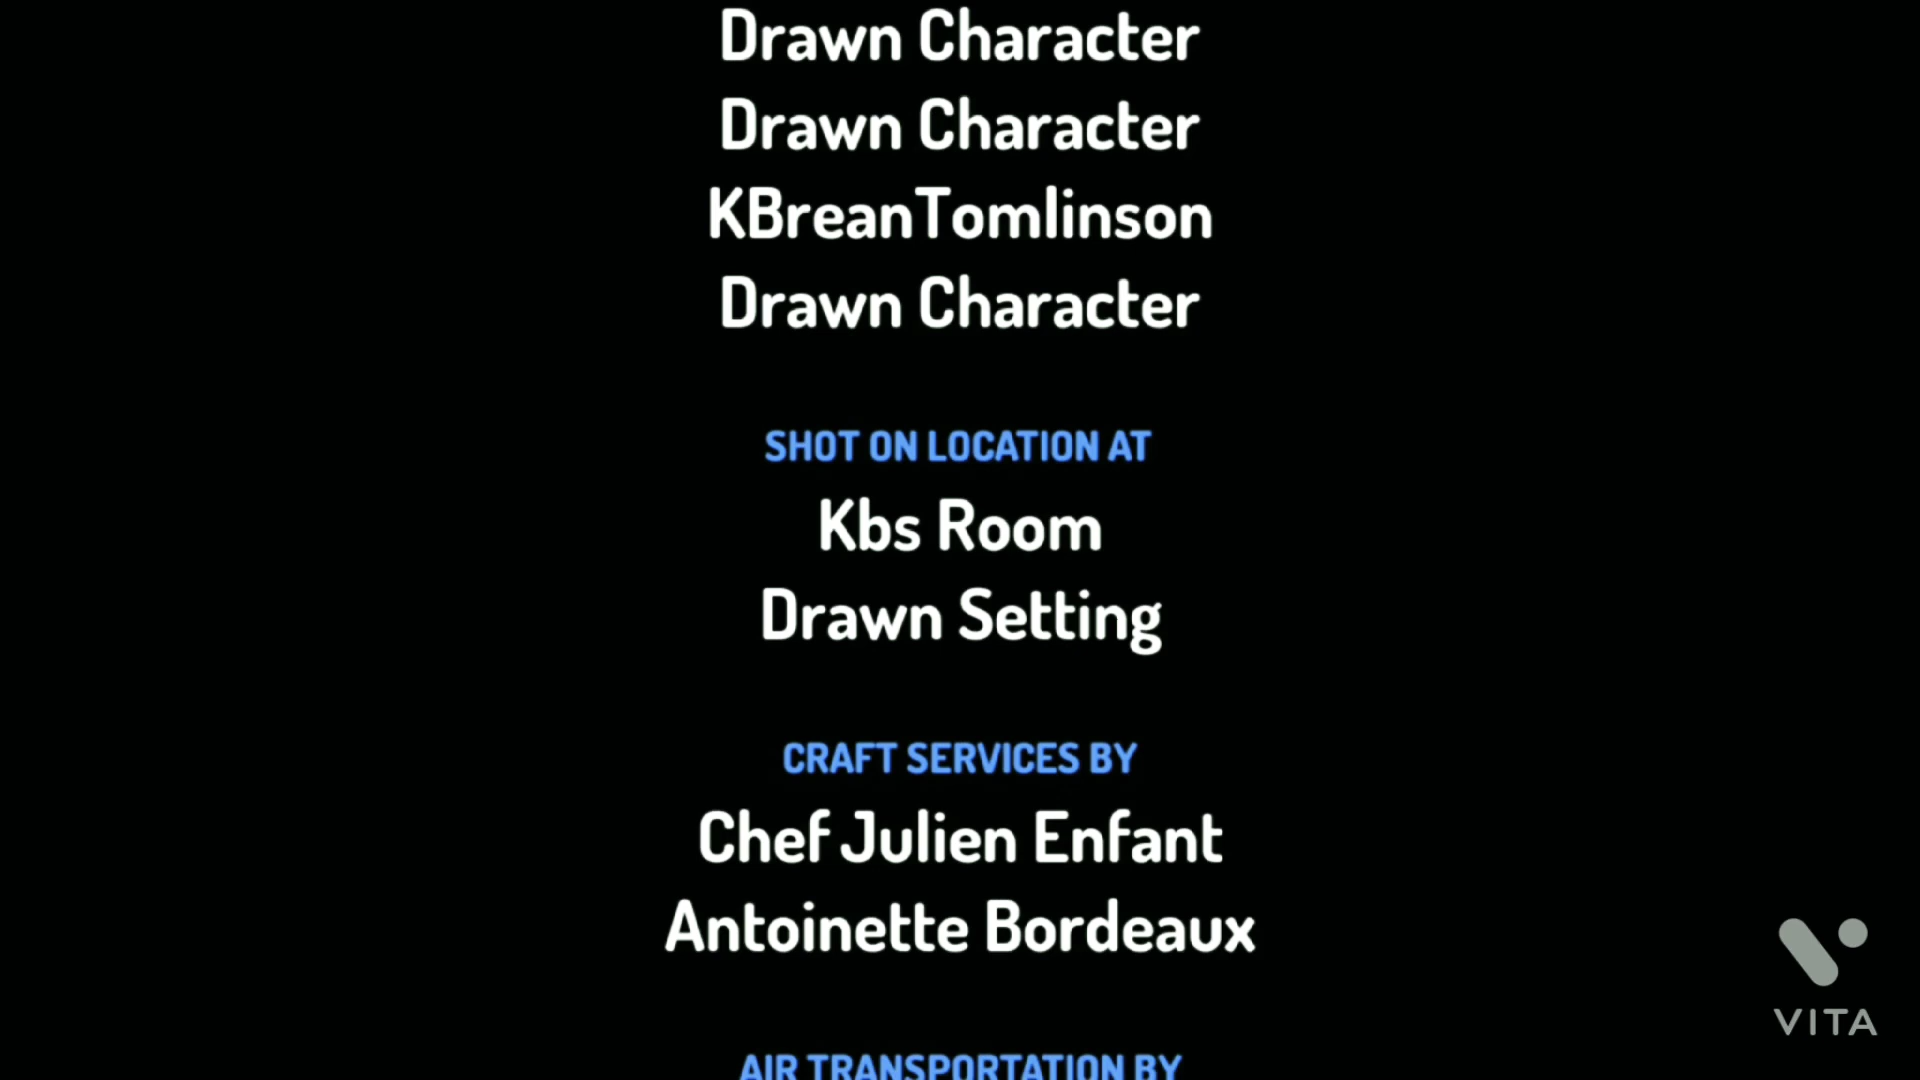 Drawn Character
Drawn Character
KBreanTomlinson
Drawn Character
SHOT ON LOCATION AT
Kbs Room
Drawn Setting
CRAFT SERVICES BY
Chef Julien Enfant
Antoinette Bordeaux
AIR TRANSPORTATION BY
VITA